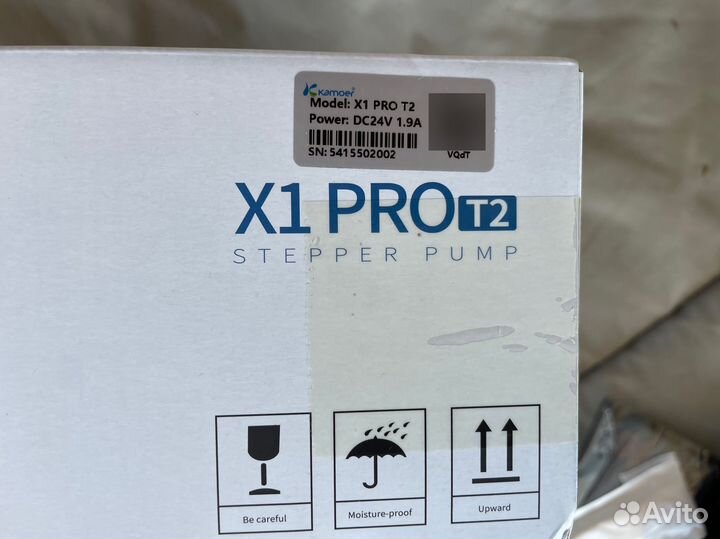 Kamoer
Model: X1 PRO T2
Power: DC24V 1.9A
SN: 5415502002
VQdT
X1 PRO T2
STEPPER PUMP
Be careful
Moisture-proof
Upward
Avito